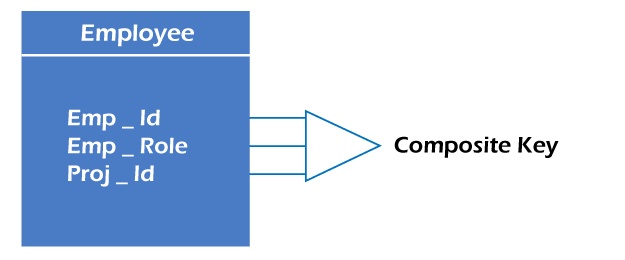 Employee
Emp _ Id
Emp _ Role
Proj _ Id
Composite Key